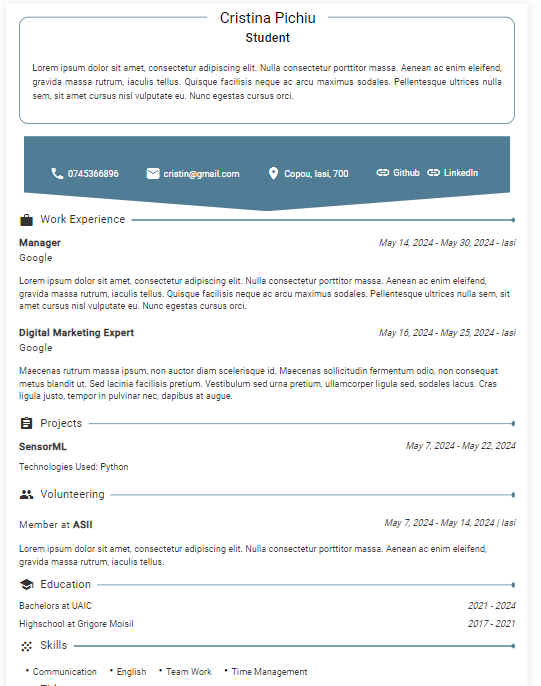 Cristina Pichiu
Student
Lorem ipsum dolor sit amet, consectetur adipiscing elit. Nulla consectetur porttitor massa. Aenean ac enim eleifend,
gravida massa rutrum, iaculis tellus. Quisque facilisis neque ac arcu maximus sodales. Pellentesque ultrices nulla
sem, sit amet cursus nisl vulputate eu. Nunc egestas cursus orci.
0745366896 cristin@gmail.com Copou, Iasi, 700 Github LinkedIn
Work Experience
Manager May 14, 2024 - May 30, 2024 - Iasi
Google
Lorem ipsum dolor sit amet, consectetur adipiscing elit. Nulla consectetur porttitor massa. Aenean ac enim eleifend,
gravida massa rutrum, iaculis tellus. Quisque facilisis neque ac arcu maximus sodales. Pellentesque ultrices nulla sem, sit
amet cursus nisl vulputate eu. Nunc egestas cursus orci.
Digital Marketing Expert May 16, 2024 - May 25, 2024 - Iasi
Google
Maecenas rutrum massa ipsum, non auctor diam scelerisque id. Maecenas sollicitudin fermentum odio, non consequat
metus blandit ut. Sed lacinia facilisis pretium. Vestibulum sed urna pretium, ullamcorper ligula sed, sodales lacus. Cras
ligula justo, tempor in pulvinar nec, dapibus at augue.
Projects
SensorML May 7, 2024 - May 22, 2024
Technologies Used: Python
Volunteering
Member at ASII May 7, 2024 - May 14, 2024 | Iasi
Lorem ipsum dolor sit amet, consectetur adipiscing elit. Nulla consectetur porttitor massa. Aenean ac enim eleifend,
gravida massa rutrum, iaculis tellus.
Education
Bachelors at UAIC 2021 - 2024
Highschool at Grigore Moisil 2017 - 2021
Skills
• Communication • English • Team Work • Time Management